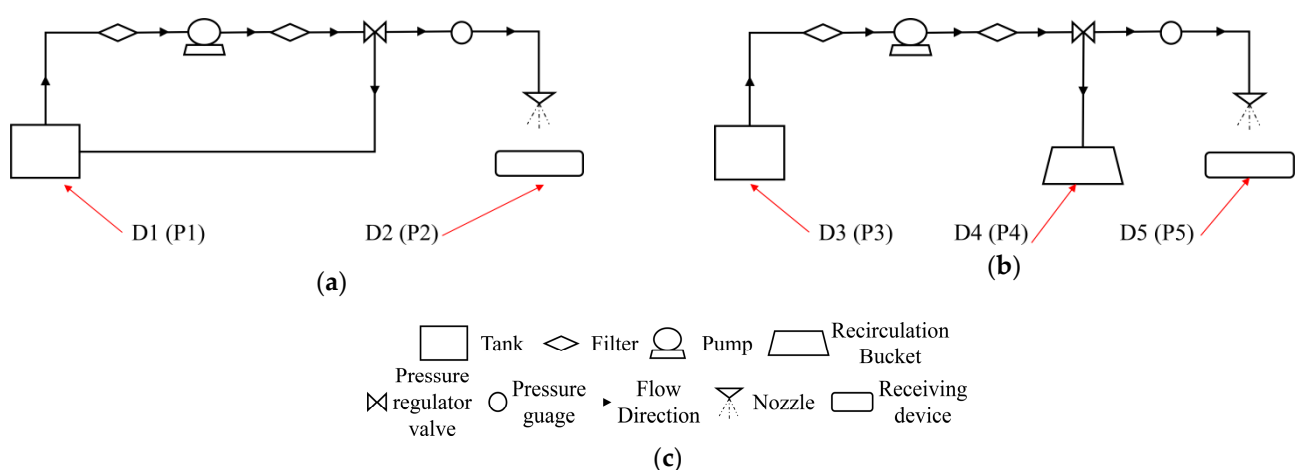 D1 (P1)
D2 (P2)
D3 (P3)
D4 (P4)
D5 (P5)
(a)
(b)
Tank
Filter
Pump
Recirculation
Bucket
Pressure
regulator
valve
Pressure
guage
Flow
Direction
Nozzle
Receiving
device
(c)